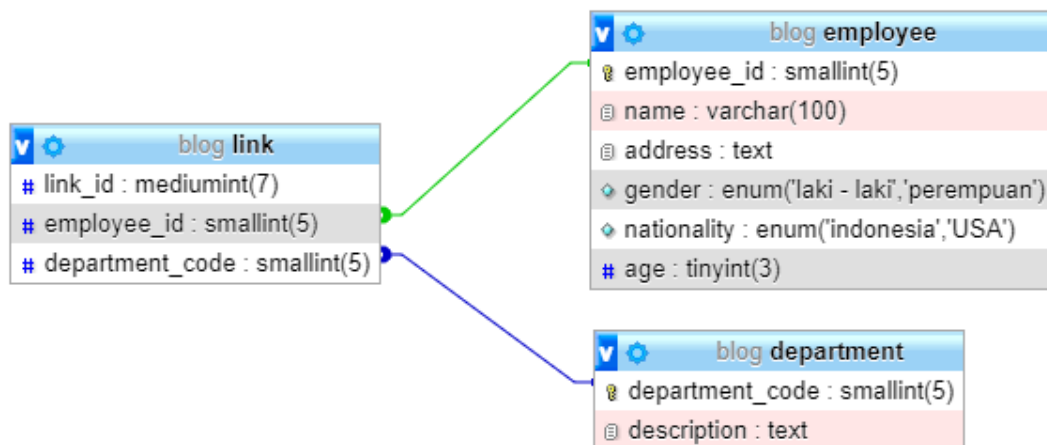 blog link
link_id : mediumint(7)
employee_id : smallint(5)
department_code : smallint(5)
blog employee
employee_id : smallint(5)
name : varchar(100)
address : text
gender : enum('laki - laki','perempuan')
nationality : enum('indonesia','USA')
age : tinyint(3)
blog department
department_code : smallint(5)
description : text